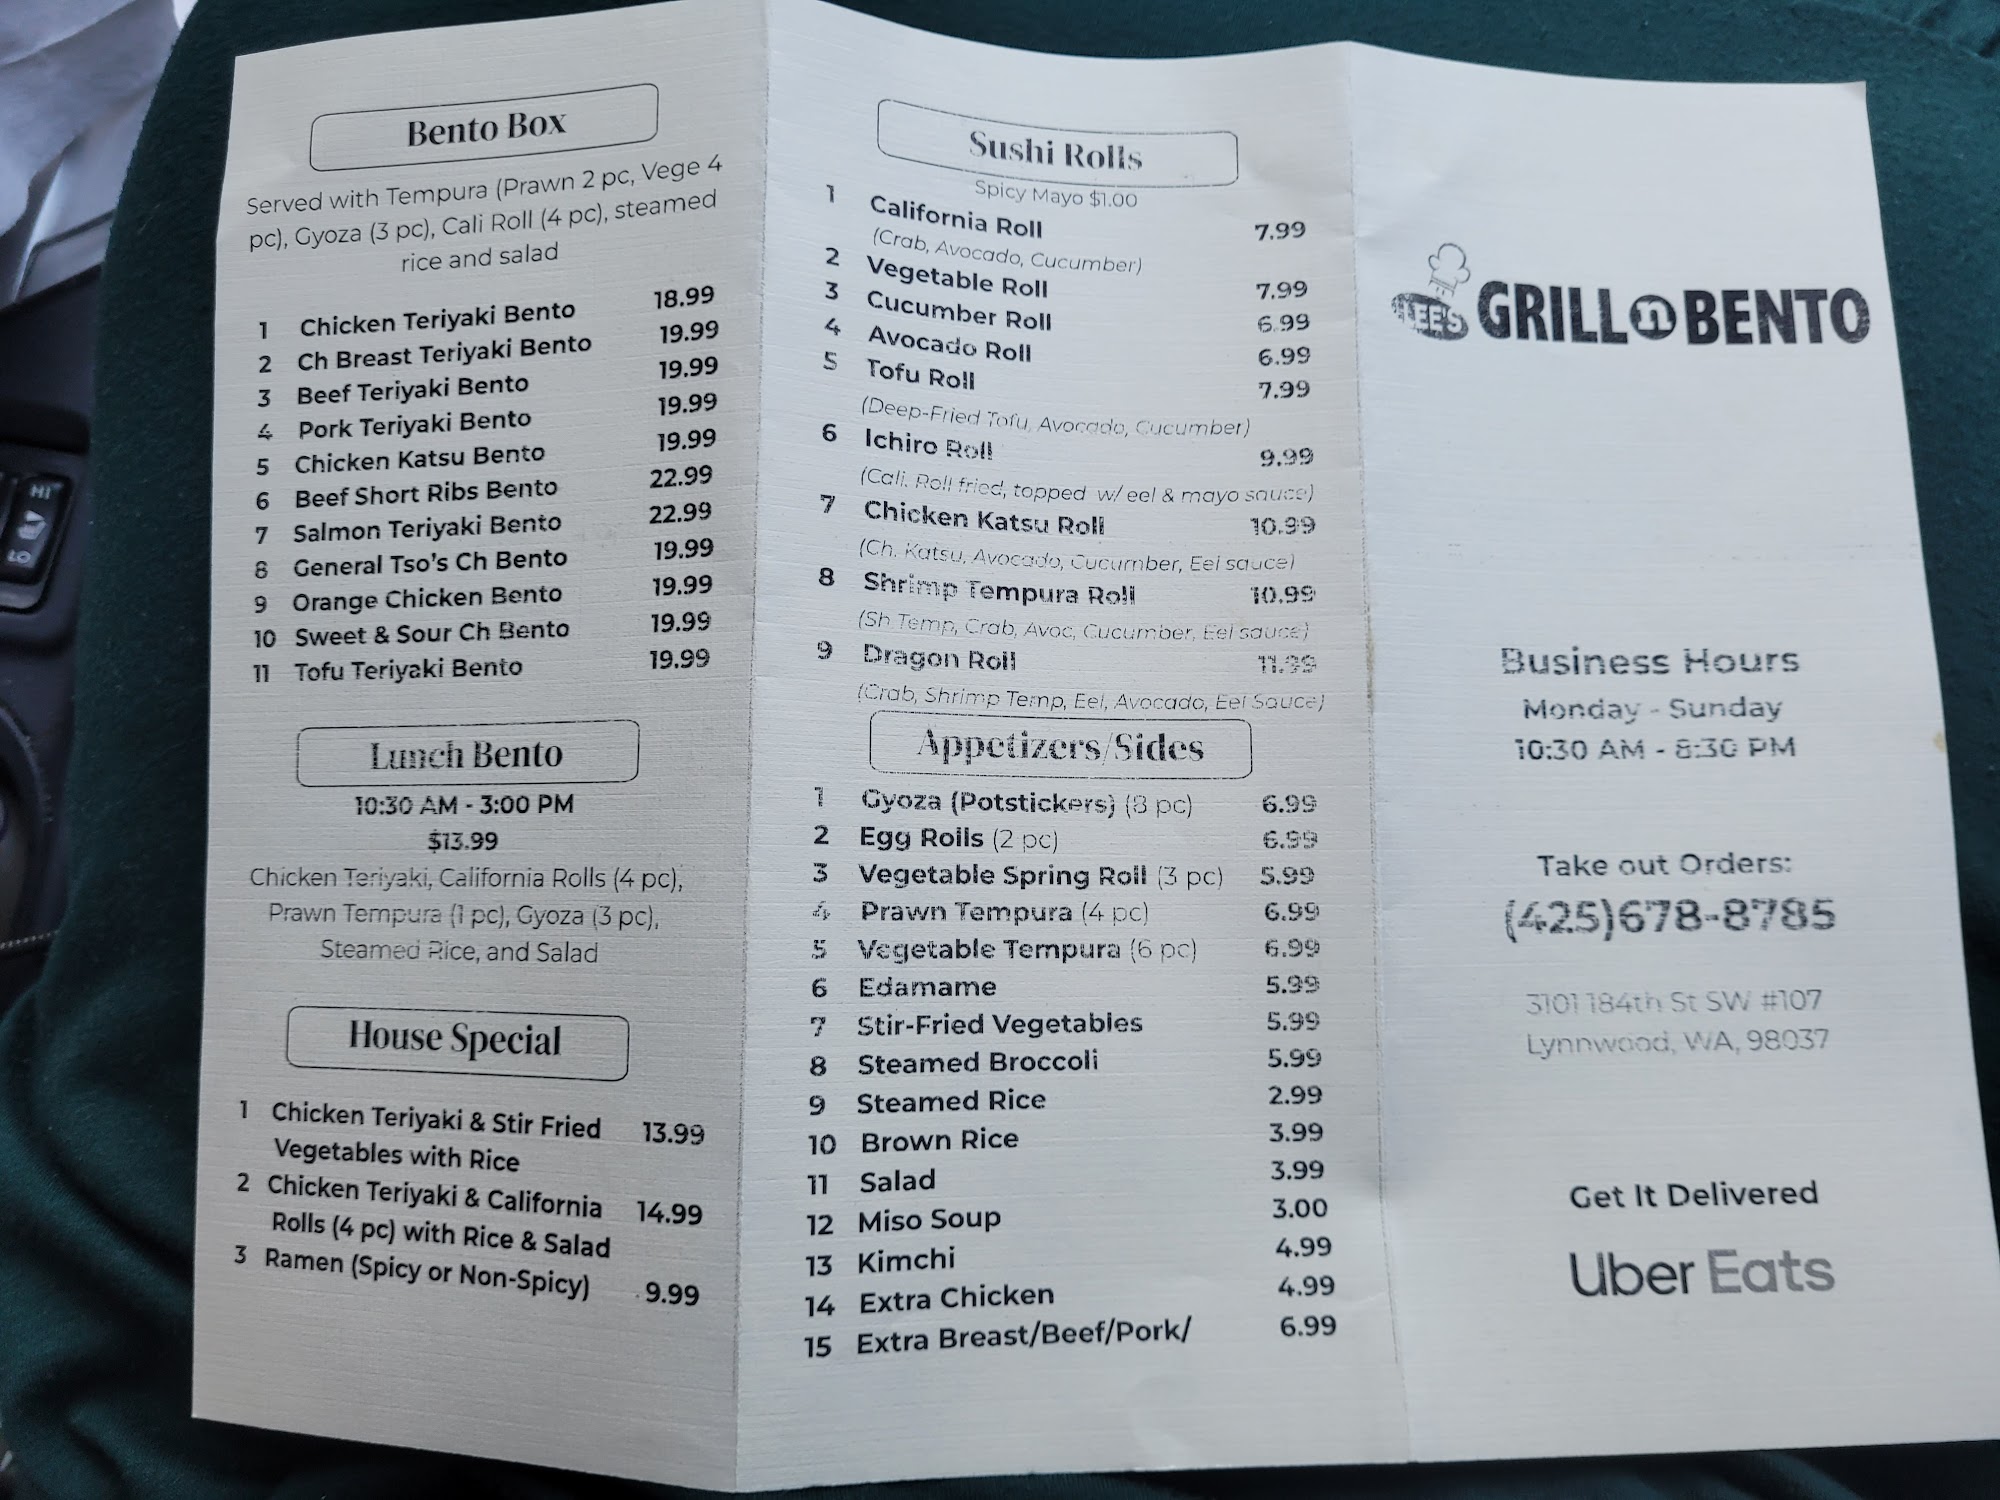 Bento Box
Served with Tempura (Prawn 2 pc, Vege 4
pc), Gyoza (3 pc), Cali Roll (4 pc), steamed
rice and salad
1 Chicken Teriyaki Bento 18.99
2 Ch Breast Teriyaki Bento 19.99
3 Beef Teriyaki Bento 19.99
4 Pork Teriyaki Bento 19.99
5 Chicken Katsu Bento 19.99
6 Beef Short Ribs Bento 22.99
7 Salmon Teriyaki Bento 22.99
8 General Tso's Ch Bento 19.99
9 Orange Chicken Bento 19.99
10 Sweet & Sour Ch Bento 19.99
11 Tofu Teriyaki Bento 19.99
Lunch Bento
10:30 AM - 3:00 PM
$13.99
Chicken Teriyaki, California Rolls (4 pc),
Prawn Tempura (1 pc), Gyoza (3 pc),
Steamed Rice, and Salad
House Special
1 Chicken Teriyaki & Stir Fried 13.99
Vegetables with Rice
2 Chicken Teriyaki & California 14.99
Rolls (4 pc) with Rice & Salad
3 Ramen (Spicy or Non-Spicy) 9.99
Sushi Rolls
Spicy Mayo $1.00
1 California Roll 7.99
(Crab, Avocado, Cucumber)
2 Vegetable Roll 7.99
3 Cucumber Roll 6.99
4 Avocado Roll 6.99
5 Tofu Roll 7.99
(Deep-Fried Tofu, Avocado, Cucumber)
6 Ichiro Roll 9.99
(Cali. Roll fried, topped w/ eel & mayo sauce)
7 Chicken Katsu Roll 10.99
(Ch. Katsu, Avocado, Cucumber, Eel sauce)
8 Shrimp Tempura Roll 10.99
(Sh Temp, Crab, Avoc, Cucumber, Eel sauce)
9 Dragon Roll 11.99
(Crab, Shrimp Temp, Eel, Avocado, Eel Sauce)
Appetizers/Sides
1 Gyoza (Potstickers) (8 pc) 6.99
2 Egg Rolls (2 pc) 6.99
3 Vegetable Spring Roll (3 pc) 5.99
4 Prawn Tempura (4 pc) 6.99
5 Vegetable Tempura (6 pc) 6.99
6 Edamame 5.99
7 Stir-Fried Vegetables 5.99
8 Steamed Broccoli 5.99
9 Steamed Rice 2.99
10 Brown Rice 3.99
11 Salad 3.99
12 Miso Soup 3.00
13 Kimchi 4.99
14 Extra Chicken 4.99
15 Extra Breast/Beef/Pork/ 6.99
LEE'S GRILL n BENTO
Business Hours
Monday - Sunday
10:30 AM - 8:30 PM
Take out Orders:
(425)678-8785
3101 184th St SW #107
Lynnwood, WA, 98037
Get It Delivered
Uber Eats
HI
LO